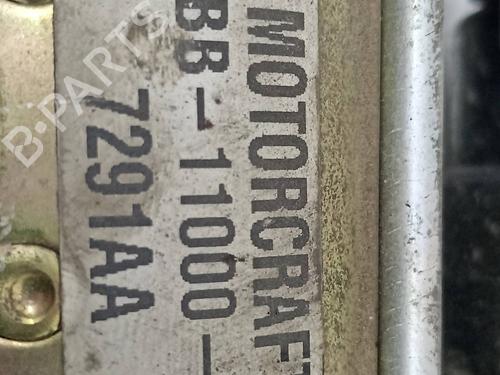 MOTORCRAFT
BB-11000-
7291AA
B-PARTS